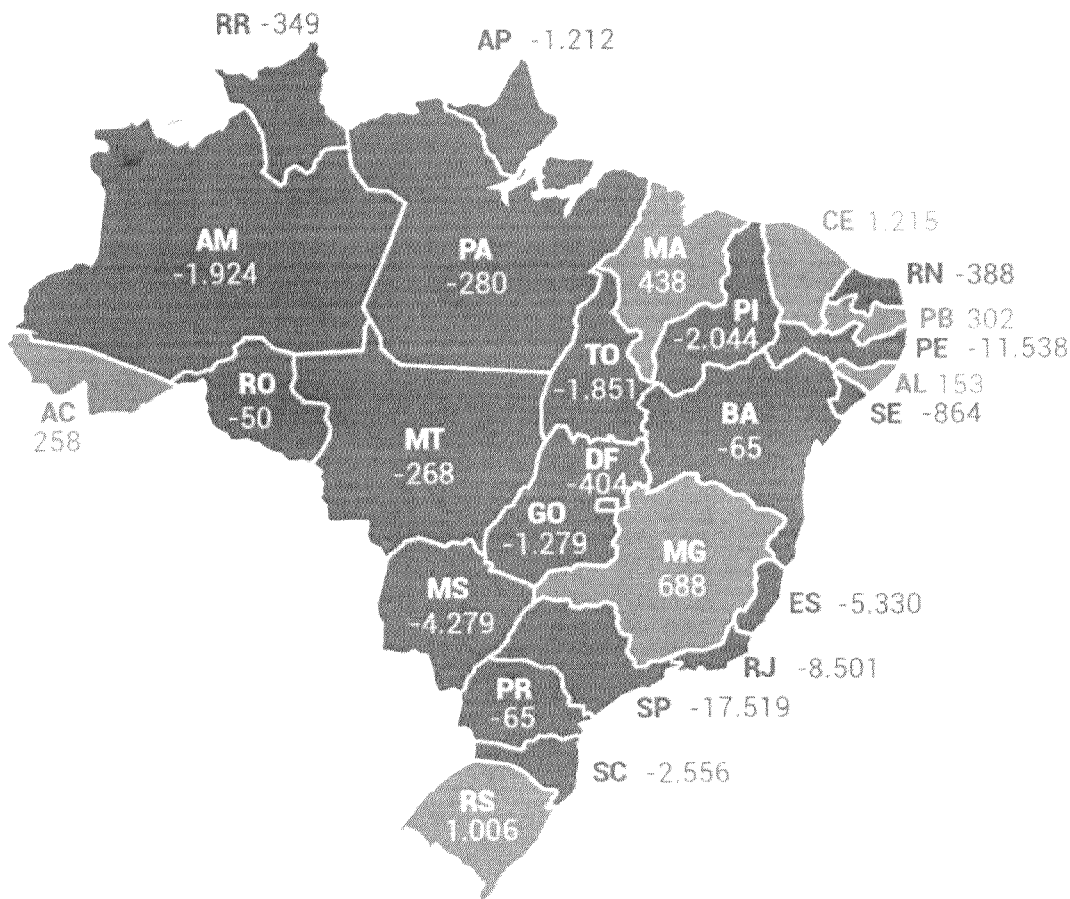 RR -349
AP -1.212
CE 1.215
AM
-1.924
PA
-280
MA
438
RN -388
PI
-2.044
PB 302
PE -11.538
TO
-1.851
AL 153
SE -864
RO
-50
AC
258
BA
-65
MT
-268
DF
-404
GO
-1.279
MG
688
MS
-4.279
ES -5.330
RJ -8.501
PR
-65
SP -17.519
SC -2.556
RS
1.006